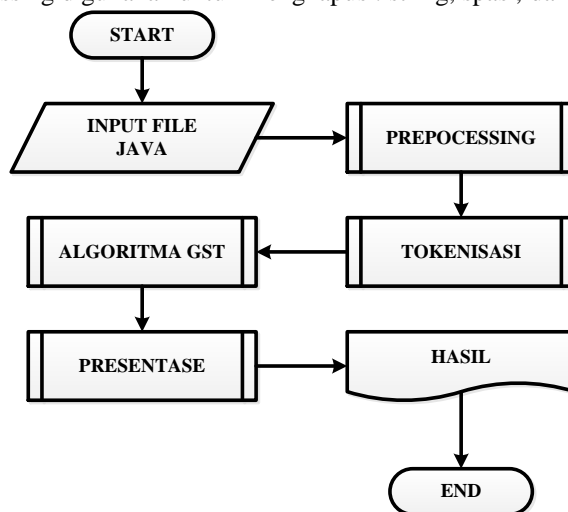 START
INPUT FILE
JAVA
PREPOCESSING
TOKENISASI
ALGORITMA GST
PRESENTASE
HASIL
END